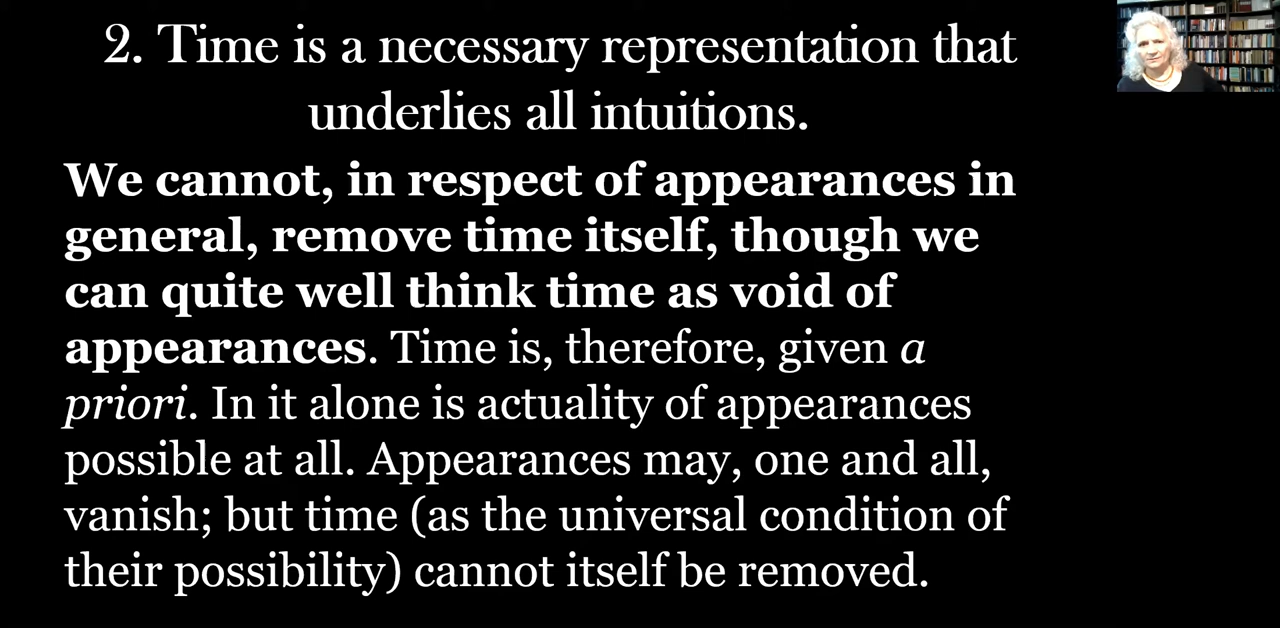 2. Time is a necessary representation that
underlies all intuitions.
We cannot, in respect of appearances in
general, remove time itself, though we
can quite well think time as void of
appearances. Time is, therefore, given a
priori. In it alone is actuality of appearances
possible at all. Appearances may, one and all,
vanish; but time (as the universal condition of
their possibility) cannot itself be removed.